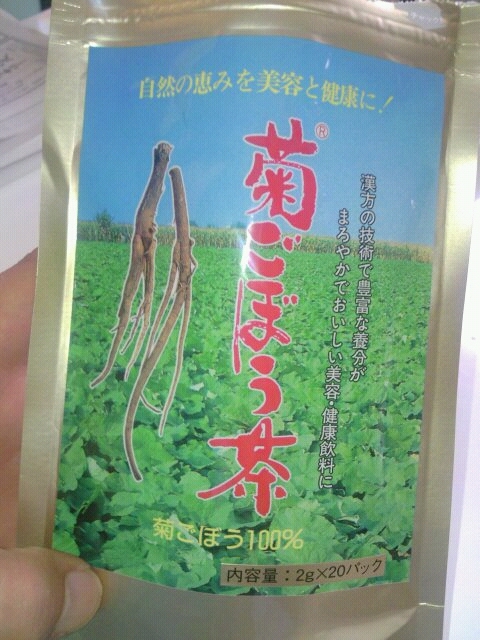 自然の恵みを美容と健康に!
菊ごぼう茶®
漢方の技術で豊富な養分が
まろやかでおいしい美容・健康飲料に
菊ごぼう100%
内容量:2g×20パック